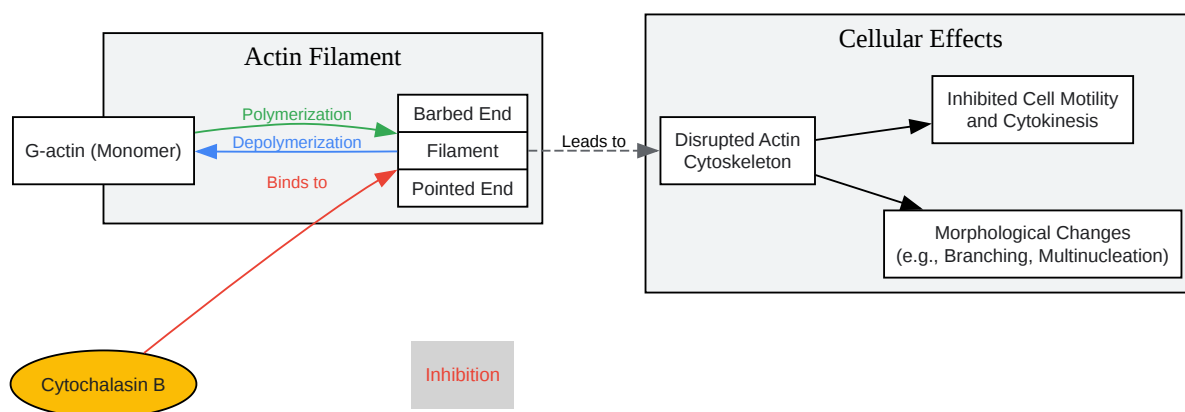 Actin Filament
G-actin (Monomer)
Polymerization
Depolymerization
Binds to
Barbed End
Filament
Pointed End
Leads to
Cellular Effects
Disrupted Actin
Cytoskeleton
Inhibited Cell Motility
and Cytokinesis
Morphological Changes
(e.g., Branching, Multinucleation)
Cytochalasin B
Inhibition